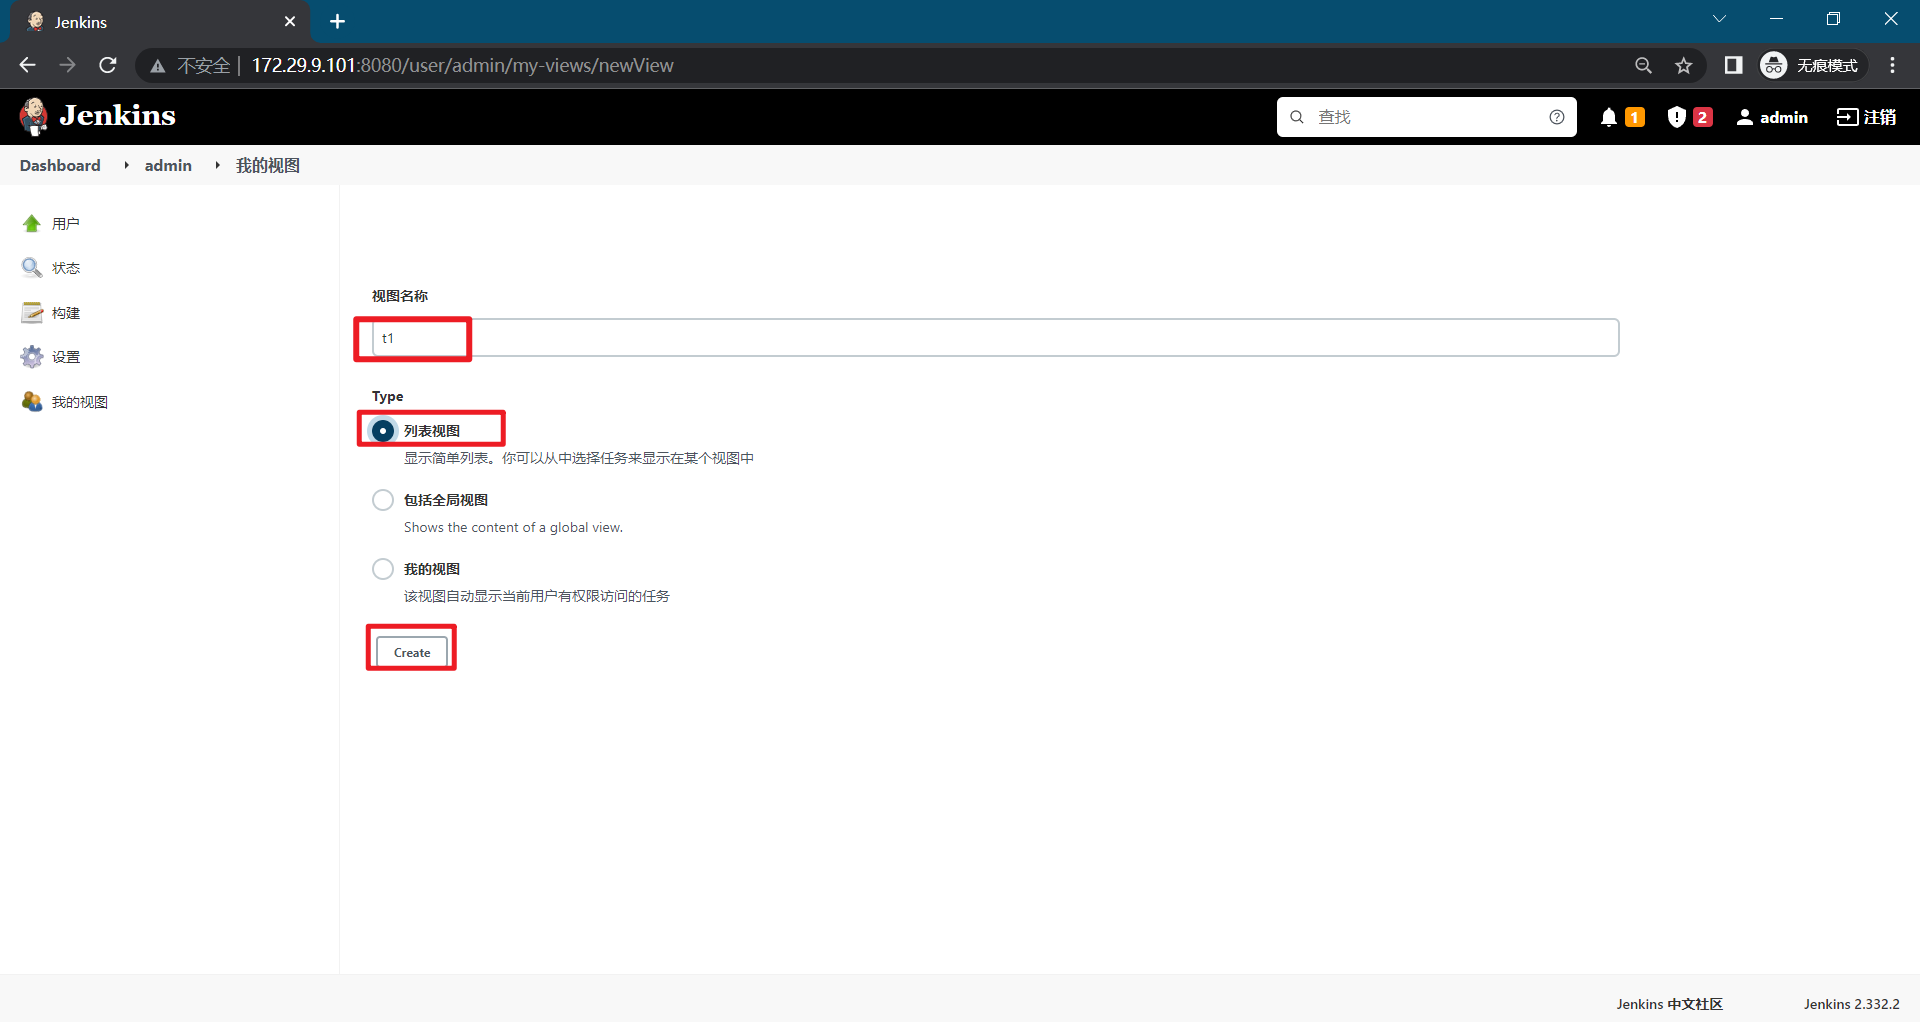 Jenkins
不安全 | 172.29.9.101:8080/user/admin/my-views/newView
无痕模式
Jenkins
查找
1
2
admin
注销
Dashboard
admin
我的视图
用户
状态
构建
设置
我的视图
视图名称
t1
Type
列表视图
显示简单列表。你可以从中选择任务来显示在某个视图中
包括全局视图
Shows the content of a global view.
我的视图
该视图自动显示当前用户有权限访问的任务
Create
Jenkins 中文社区
Jenkins 2.332.2